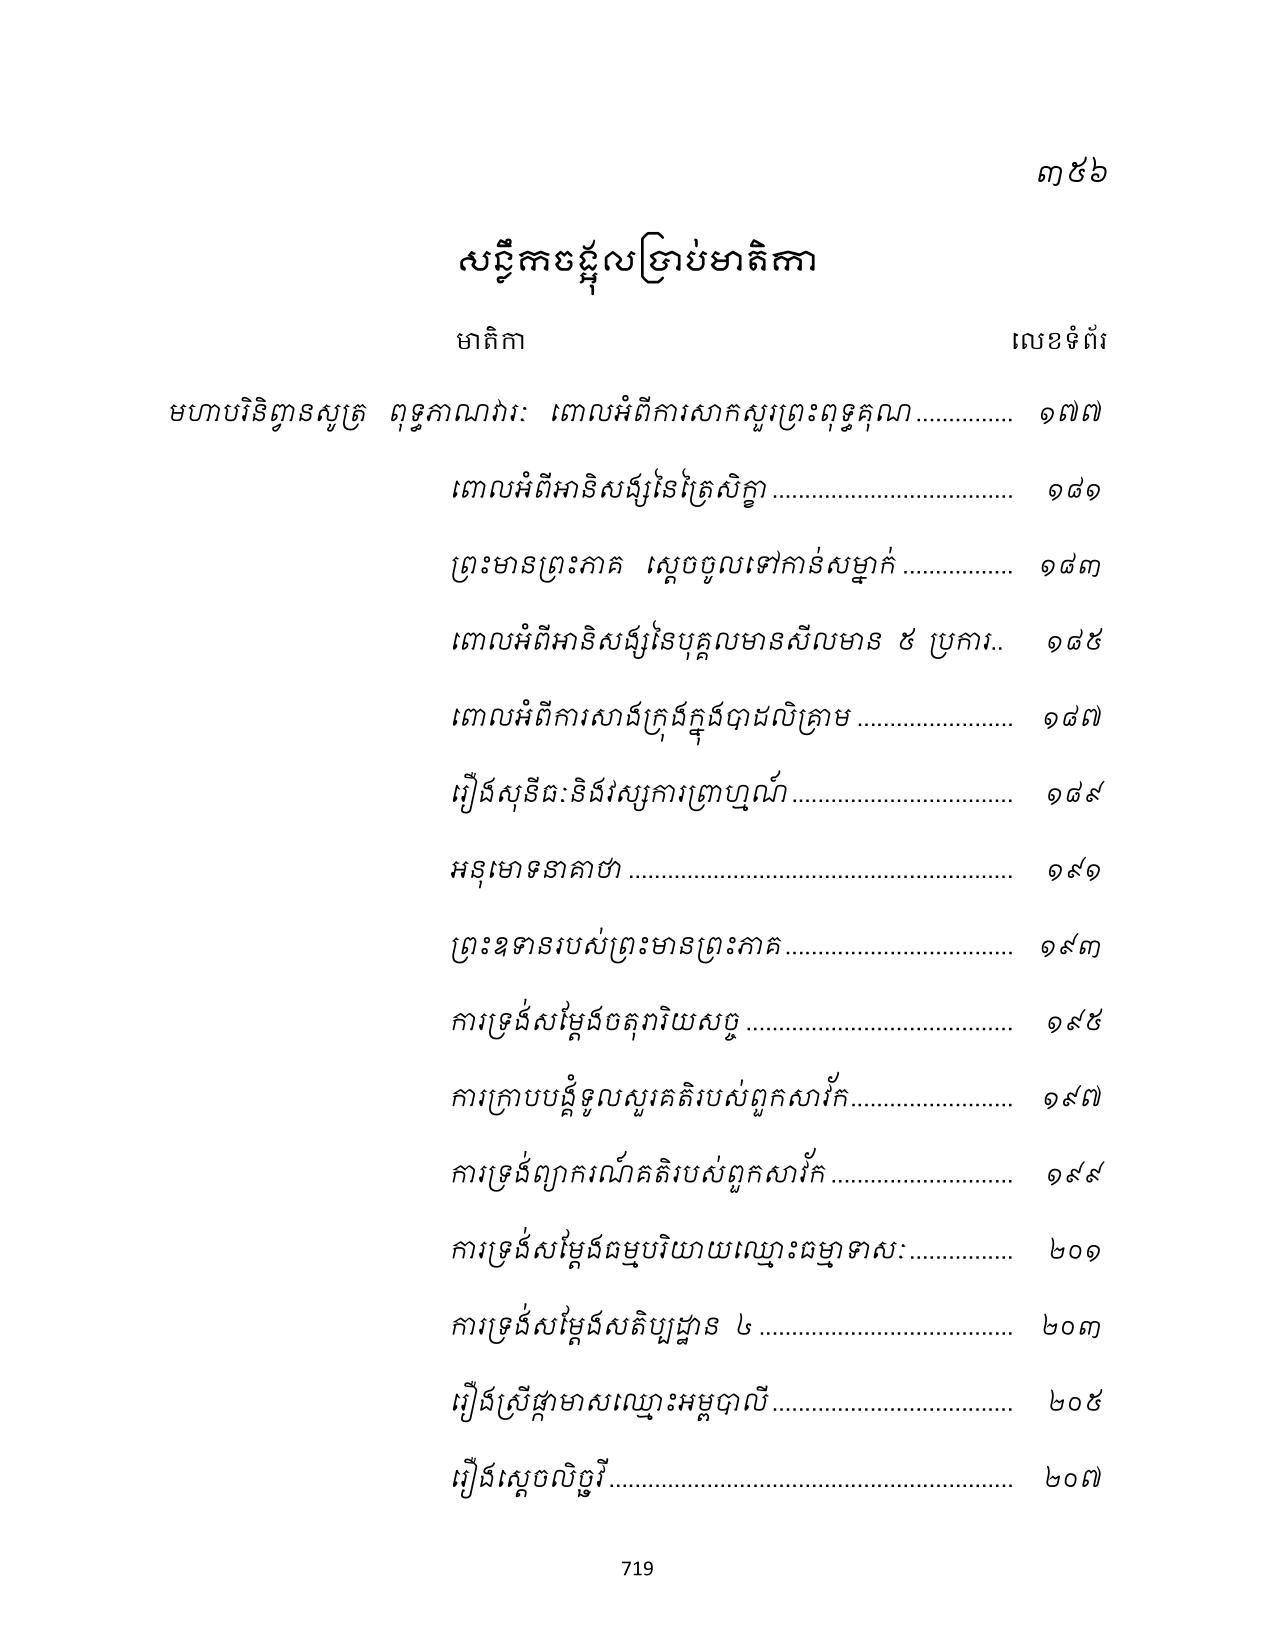 ៣៥៦
សន្លឹកចង្អុលប្រាប់មាតិកា
មាតិកា លេខទំព័រ
មហាបរិនិព្វានសូត្រ ពុទ្ធភាណវារៈ ពោលអំពីការសាកសួរព្រះពុទ្ធគុណ............... ១៧៧
ពោលអំពីអានិសង្សនៃត្រៃសិក្ខា ..................................... ១៨១
ព្រះមានព្រះភាគ ស្តេចចូលទៅកាន់សម្នាក់ ................. ១៨៣
ពោលអំពីអានិសង្សនៃបុគ្គលមានសីលមាន ៥ ប្រការ.. ១៨៥
ពោលអំពីការសាងក្រុងក្នុងបាដលិគ្រាម ........................ ១៨៧
រឿងសុនីធៈនិងវស្សការព្រាហ្មណ៍.................................. ១៨៩
អនុមោទនាគាថា ........................................................... ១៩១
ព្រះឧទានរបស់ព្រះមានព្រះភាគ................................... ១៩៣
ការទ្រង់សម្តែងចតុរារិយសច្ច ......................................... ១៩៥
ការក្រាបបង្គំទូលសួរគតិរបស់ពួកសាវ័ក......................... ១៩៧
ការទ្រង់ព្យាករណ៍គតិរបស់ពួកសាវ័ក ............................ ១៩៩
ការទ្រង់សម្តែងធម្មបរិយាយឈ្មោះធម្មាទាសៈ................ ២០១
ការទ្រង់សម្តែងសតិប្បដ្ឋាន ៤ ....................................... ២០៣
រឿងស្រីផ្កាមាសឈ្មោះអម្ពបាលី..................................... ២០៥
រឿងស្តេចលិច្ឆវី.............................................................. ២០៧
719